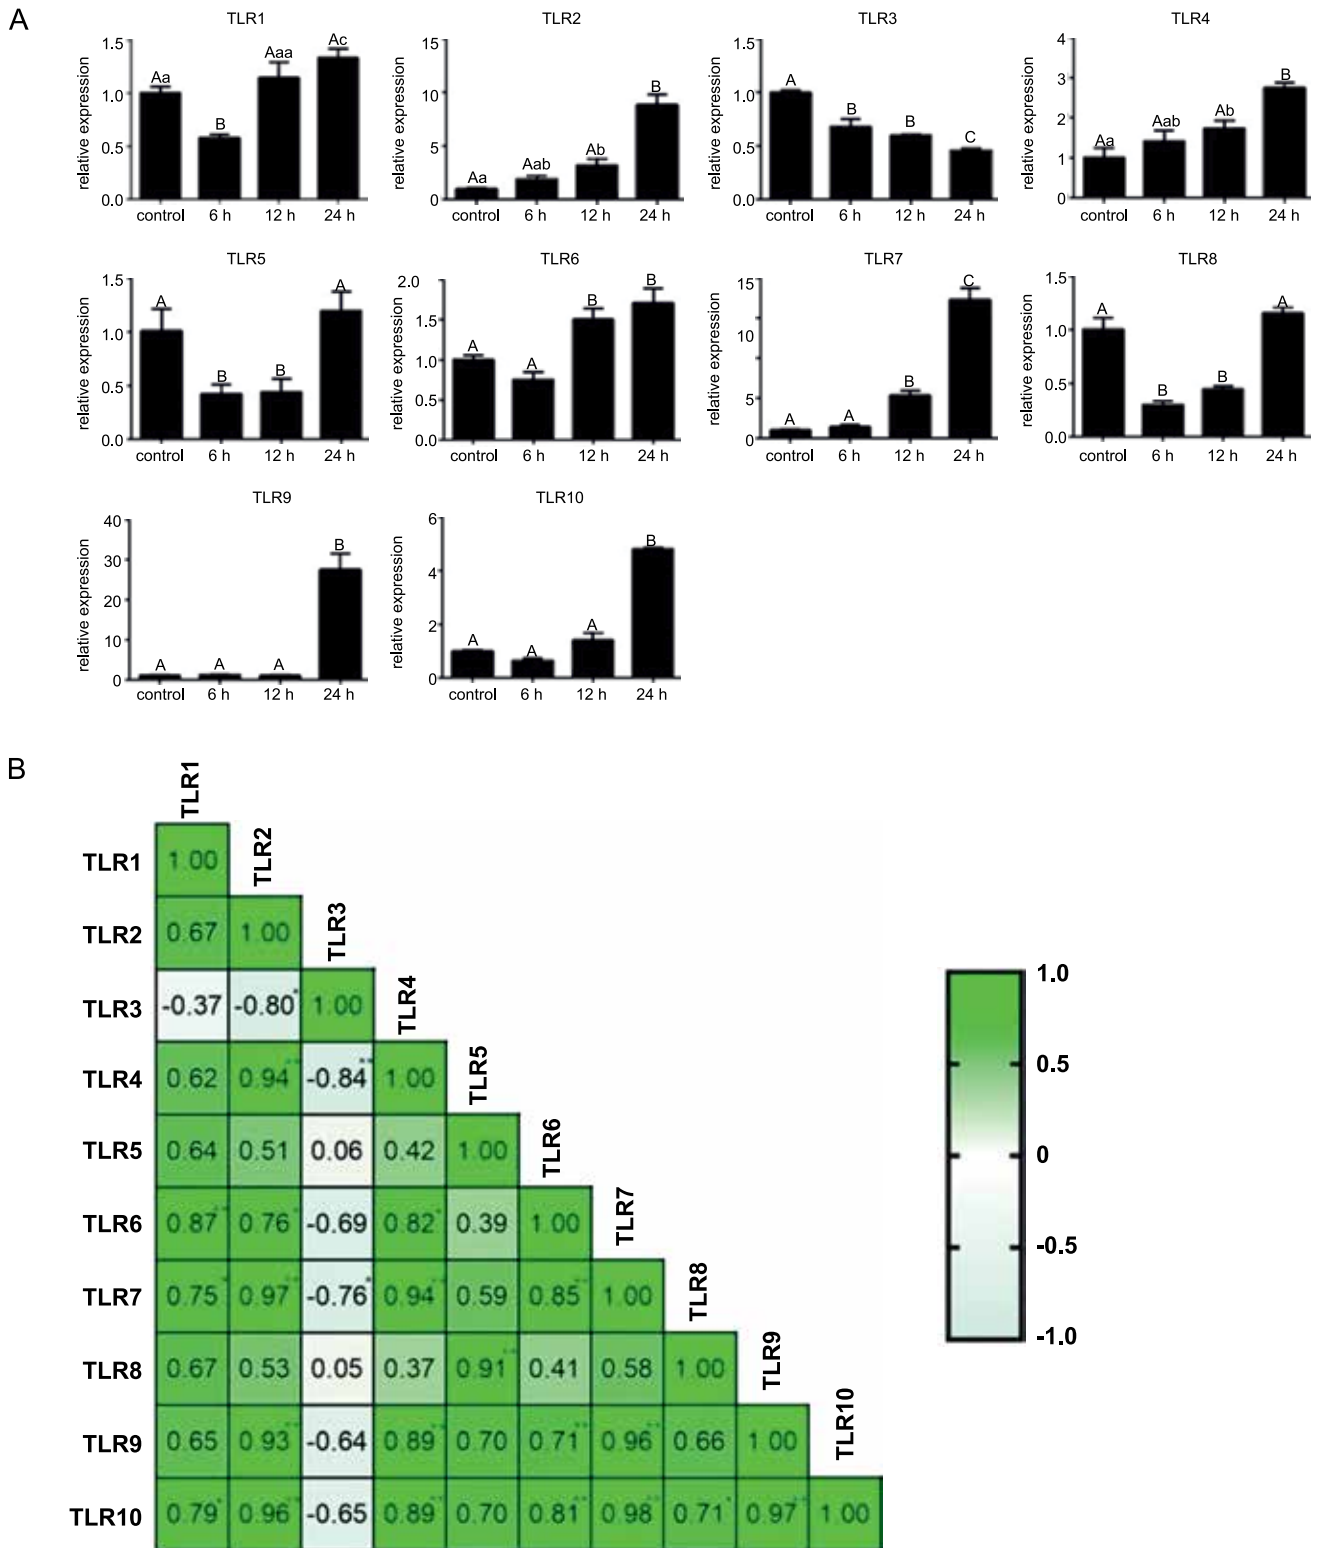 A
TLR1
relative expression
1.5
1.0
0.5
0.0
Aa
B
Aaa
Ac
control 6 h 12 h 24 h
TLR2
relative expression
15
10
5
0
Aa
Aab
Ab
B
control 6 h 12 h 24 h
TLR3
relative expression
1.5
1.0
0.5
0.0
A
B
B
C
control 6 h 12 h 24 h
TLR4
relative expression
4
3
2
1
0
Aa
Aab
Ab
B
control 6 h 12 h 24 h
TLR5
relative expression
1.5
1.0
0.5
0.0
A
B
B
A
control 6 h 12 h 24 h
TLR6
relative expression
2.0
1.5
1.0
0.5
0.0
A
A
B
B
control 6 h 12 h 24 h
TLR7
relative expression
15
10
5
0
A
A
B
C
control 6 h 12 h 24 h
TLR8
relative expression
1.5
1.0
0.5
0.0
A
B
B
A
control 6 h 12 h 24 h
TLR9
relative expression
40
30
20
10
0
A
A
A
B
control 6 h 12 h 24 h
TLR10
relative expression
6
4
2
0
A
A
A
B
control 6 h 12 h 24 h
B
TLR1
TLR2
TLR3
TLR4
TLR5
TLR6
TLR7
TLR8
TLR9
TLR10
TLR1 1.00
TLR2 0.67 1.00
TLR3 -0.37 -0.80* 1.00
TLR4 0.62 0.94** -0.84** 1.00
TLR5 0.64 0.51 0.06 0.42 1.00
TLR6 0.87** 0.76* -0.69 0.82* 0.39 1.00
TLR7 0.75* 0.97** -0.76* 0.94** 0.59 0.85** 1.00
TLR8 0.67 0.53 0.05 0.37 0.91** 0.41 0.58 1.00
TLR9 0.65 0.93** -0.64 0.89** 0.70 0.71** 0.96** 0.66 1.00
TLR10 0.79* 0.96** -0.65 0.89** 0.70 0.81** 0.98** 0.71* 0.97** 1.00
1.0
0.5
0
-0.5
-1.0